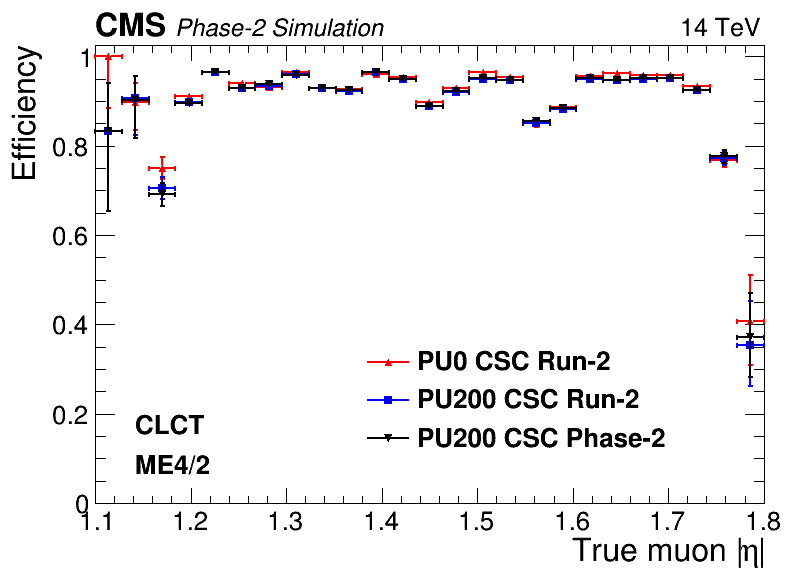 CMS Phase-2 Simulation 14 TeV
Efficiency
1
0.8
0.6
0.4
0.2
0
PU0 CSC Run-2
PU200 CSC Run-2
PU200 CSC Phase-2
CLCT
ME4/2
1.1 1.2 1.3 1.4 1.5 1.6 1.7 1.8
True muon |η|